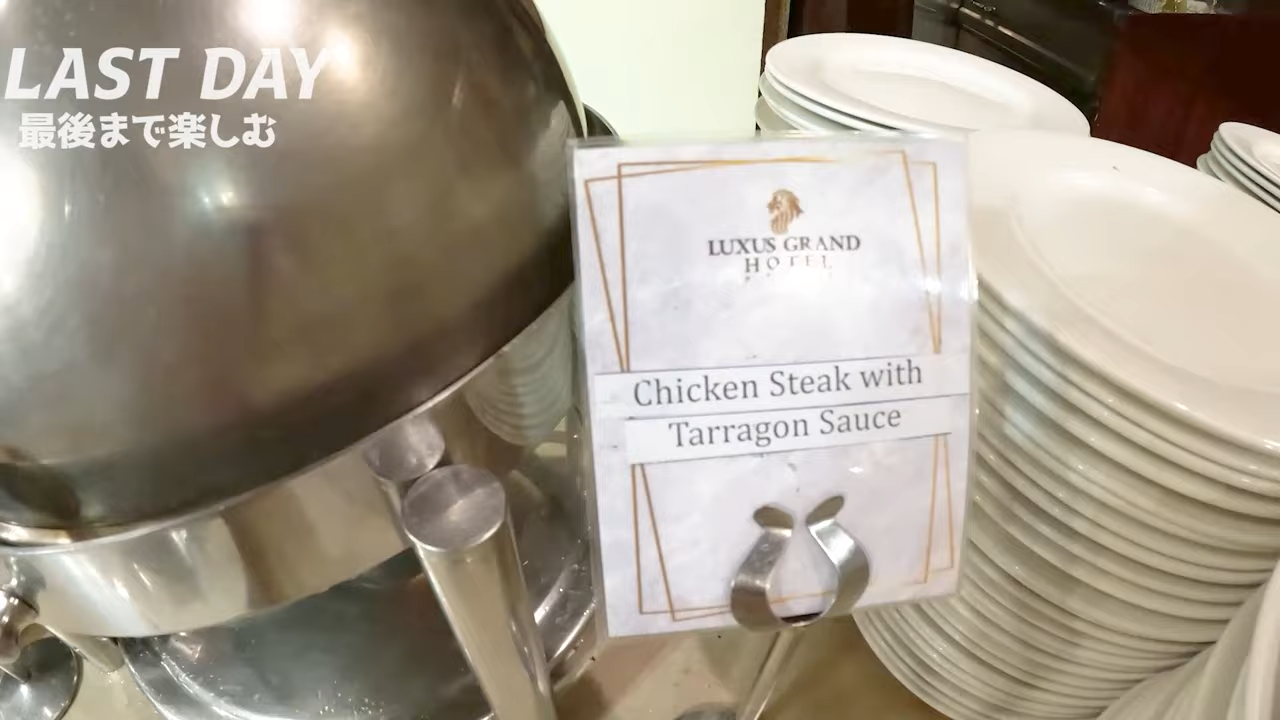 LAST DAY
最後まで楽しむ
LUXUS GRAND
HOTEL
Chicken Steak with
Tarragon Sauce